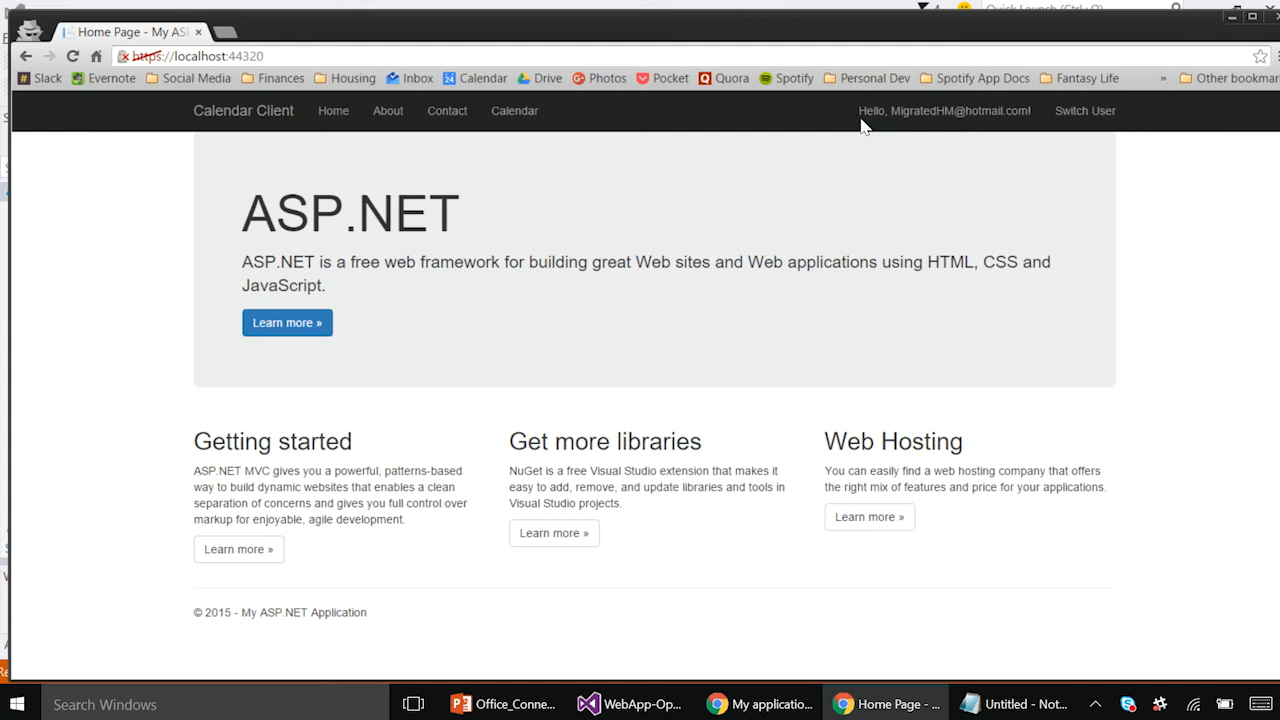 Quick Launch (Ctrl+Q)
Home Page - My AS
https://localhost:44320
Slack Evernote Social Media Finances Housing Inbox 24 Calendar Drive Photos Pocket Quora Spotify Personal Dev Spotify App Docs Fantasy Life » Other bookmar
Calendar Client Home About Contact Calendar Hello, MigratedHM@hotmail.com! Switch User
ASP.NET
ASP.NET is a free web framework for building great Web sites and Web applications using HTML, CSS and
JavaScript.
Learn more »
Getting started
ASP.NET MVC gives you a powerful, patterns-based
way to build dynamic websites that enables a clean
separation of concerns and gives you full control over
markup for enjoyable, agile development.
Learn more »
Get more libraries
NuGet is a free Visual Studio extension that makes it
easy to add, remove, and update libraries and tools in
Visual Studio projects.
Learn more »
Web Hosting
You can easily find a web hosting company that offers
the right mix of features and price for your applications.
Learn more »
© 2015 - My ASP.NET Application
Search Windows Office_Conne... WebApp-Op... My applicatio... Home Page - ... Untitled - Not...